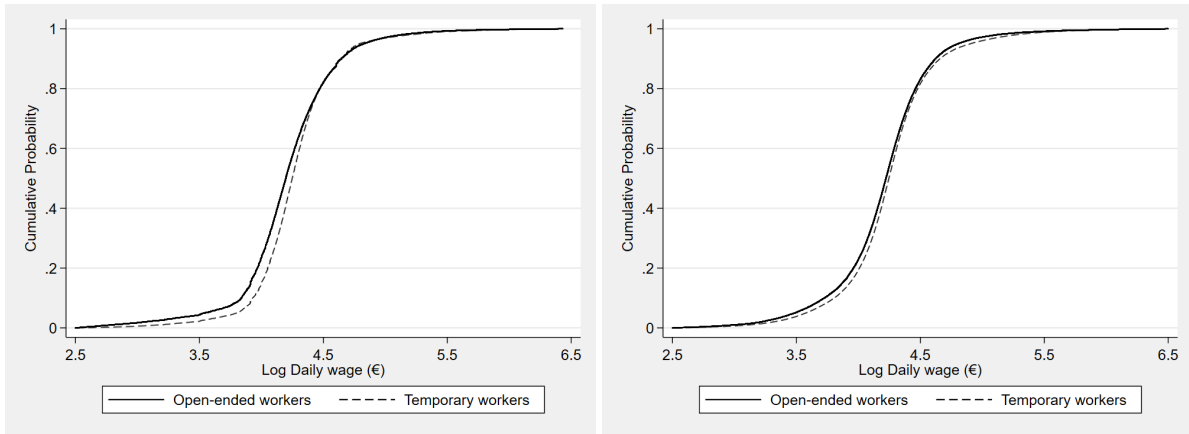 Cumulative Probability
1
.8
.6
.4
.2
0
2.5 3.5 4.5 5.5 6.5
Log Daily wage (€)
Open-ended workers Temporary workers
Cumulative Probability
1
.8
.6
.4
.2
0
2.5 3.5 4.5 5.5 6.5
Log Daily wage (€)
Open-ended workers Temporary workers